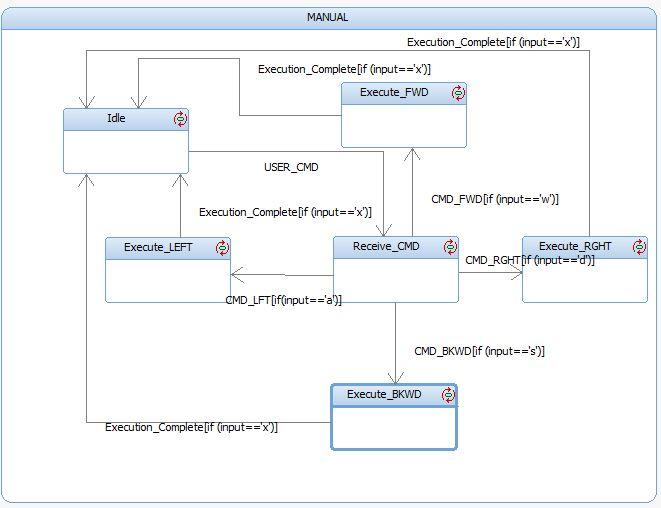 MANUAL
Execution_Complete[if (input=='x')]
Execution_Complete[if (input=='x')]
Execute_FWD
Idle
USER_CMD
CMD_FWD[if (input=='w')]
Execution_Complete[if (input=='x')]
Execute_LEFT
Receive_CMD
Execute_RGHT
CMD_RGHT[if (input=='d')]
CMD_LFT[if(input=='a')]
CMD_BKWD[if (input=='s')]
Execute_BKWD
Execution_Complete[if (input=='x')]